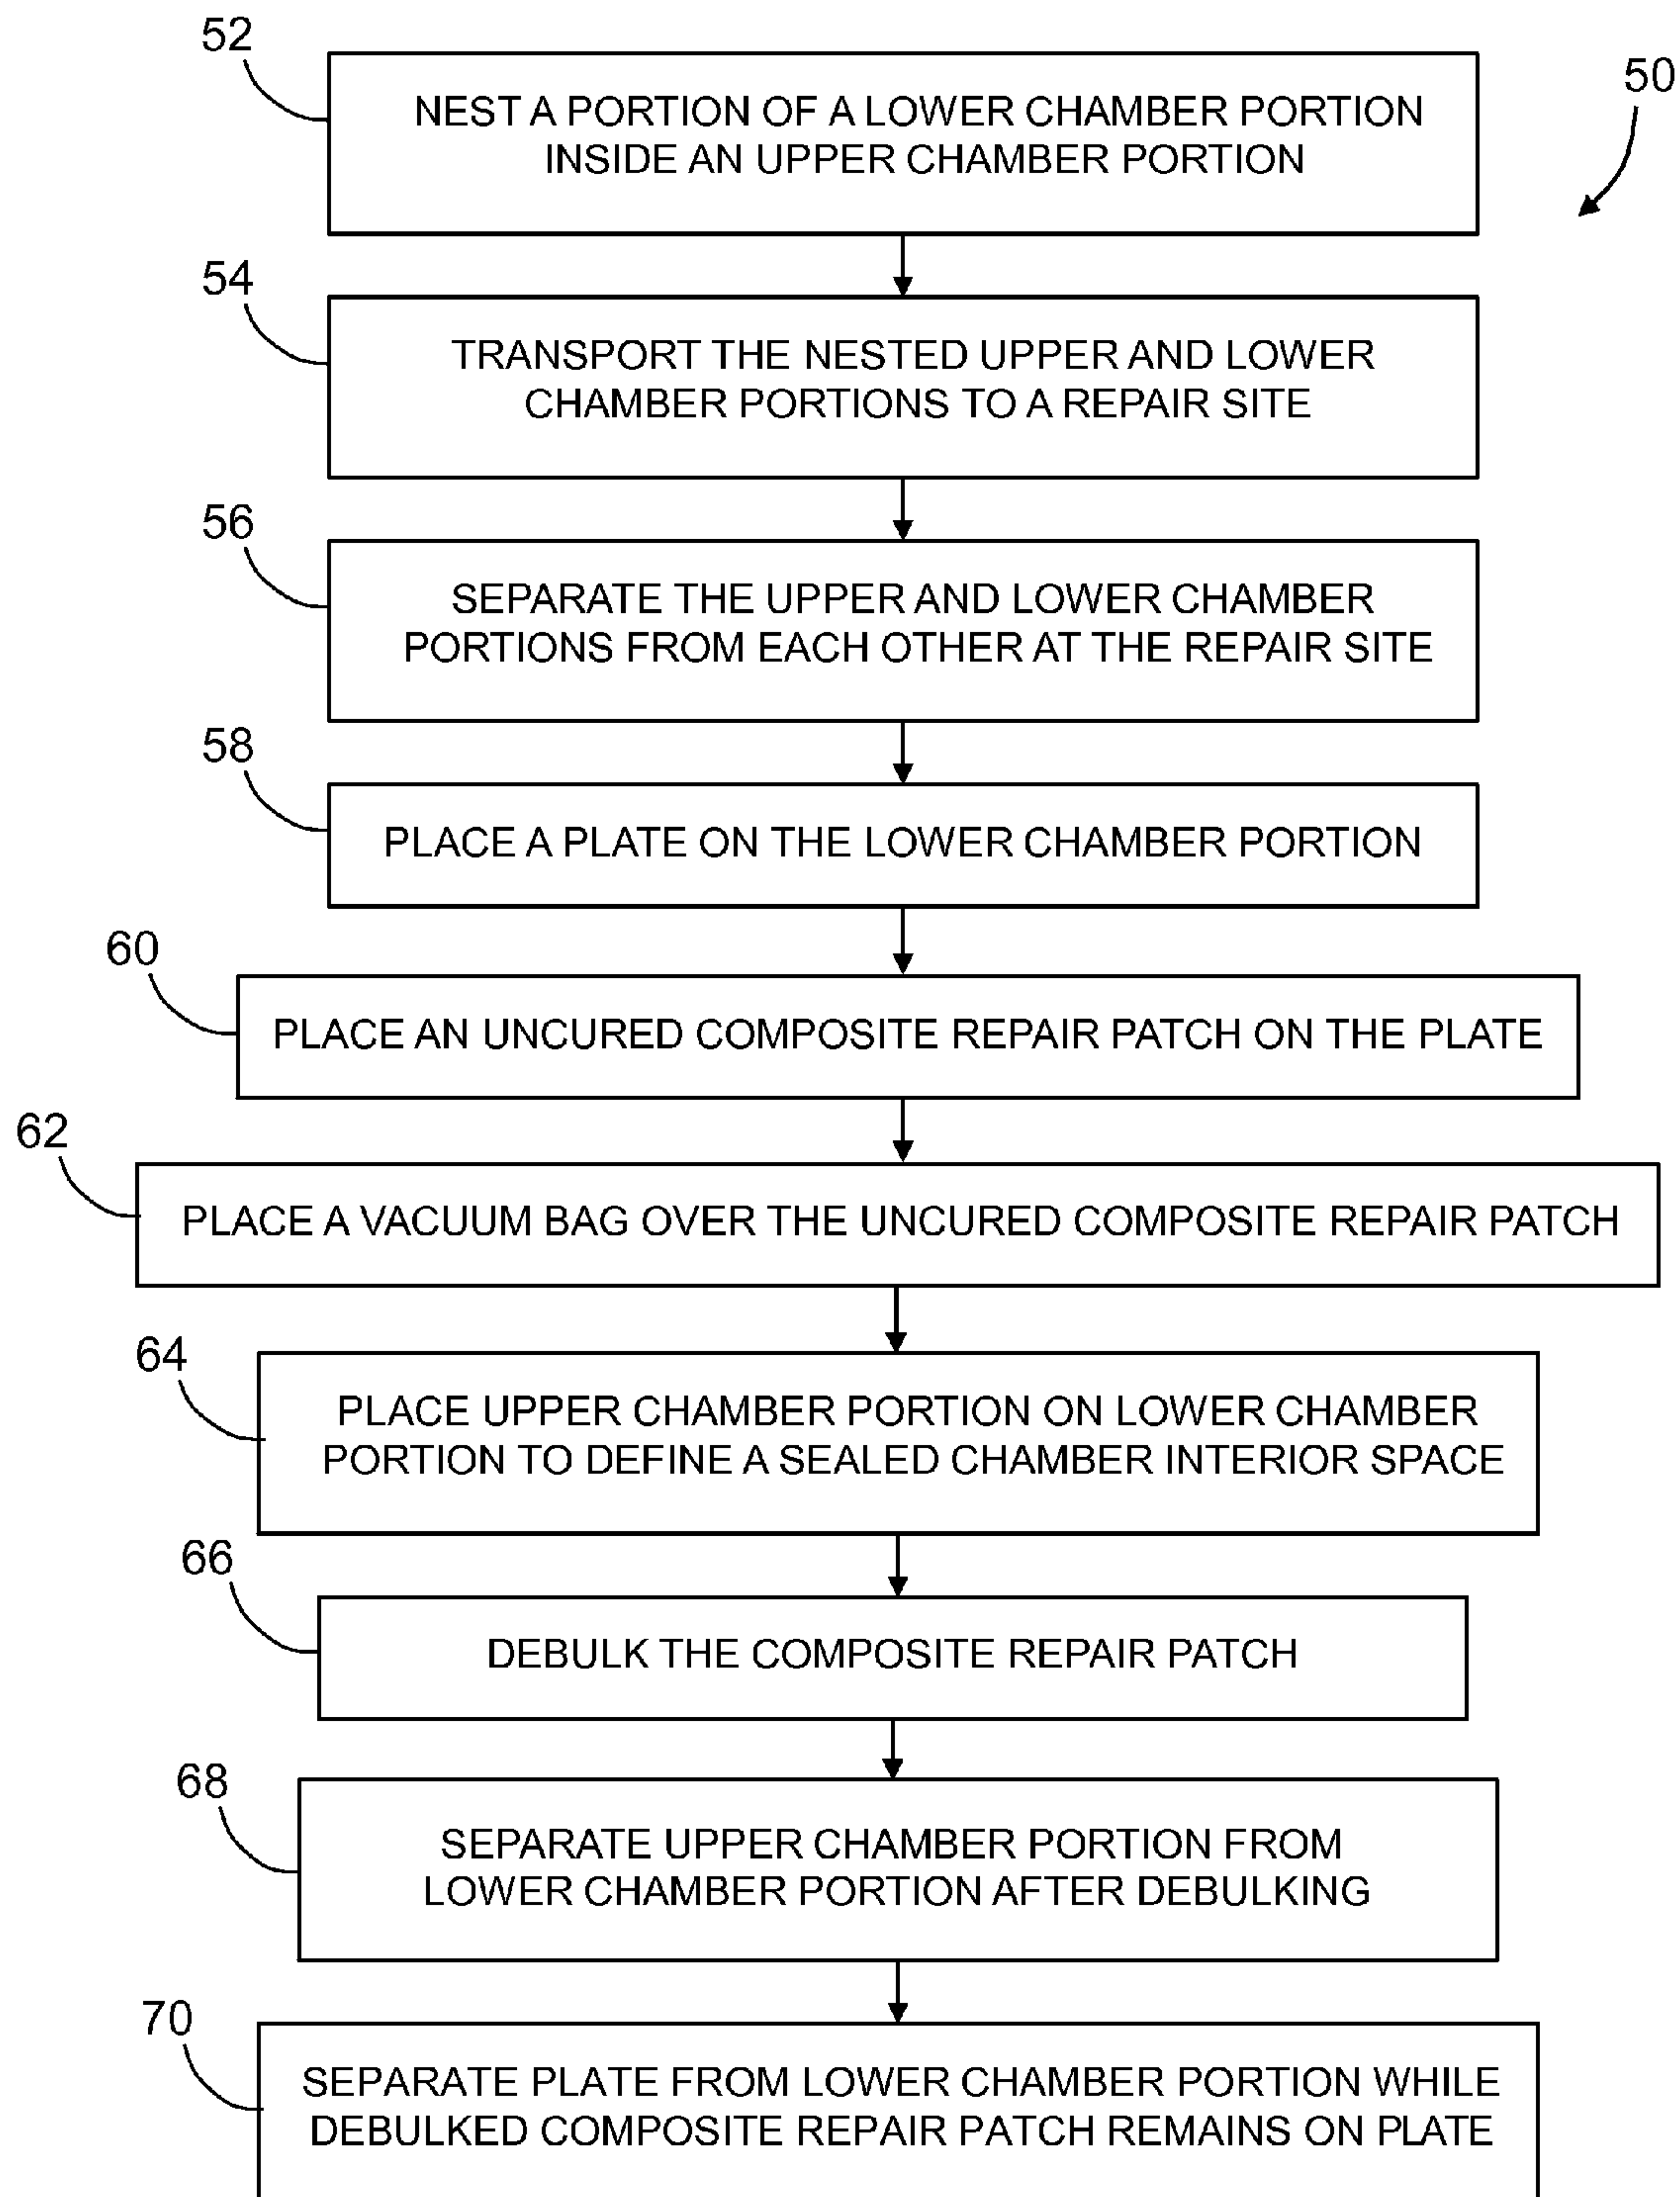 52
50
NEST A PORTION OF A LOWER CHAMBER PORTION
INSIDE AN UPPER CHAMBER PORTION
54
TRANSPORT THE NESTED UPPER AND LOWER
CHAMBER PORTIONS TO A REPAIR SITE
56
SEPARATE THE UPPER AND LOWER CHAMBER
PORTIONS FROM EACH OTHER AT THE REPAIR SITE
58
PLACE A PLATE ON THE LOWER CHAMBER PORTION
60
PLACE AN UNCURED COMPOSITE REPAIR PATCH ON THE PLATE
62
PLACE A VACUUM BAG OVER THE UNCURED COMPOSITE REPAIR PATCH
64
PLACE UPPER CHAMBER PORTION ON LOWER CHAMBER
PORTION TO DEFINE A SEALED CHAMBER INTERIOR SPACE
66
DEBULK THE COMPOSITE REPAIR PATCH
68
SEPARATE UPPER CHAMBER PORTION FROM
LOWER CHAMBER PORTION AFTER DEBULKING
70
SEPARATE PLATE FROM LOWER CHAMBER PORTION WHILE
DEBULKED COMPOSITE REPAIR PATCH REMAINS ON PLATE